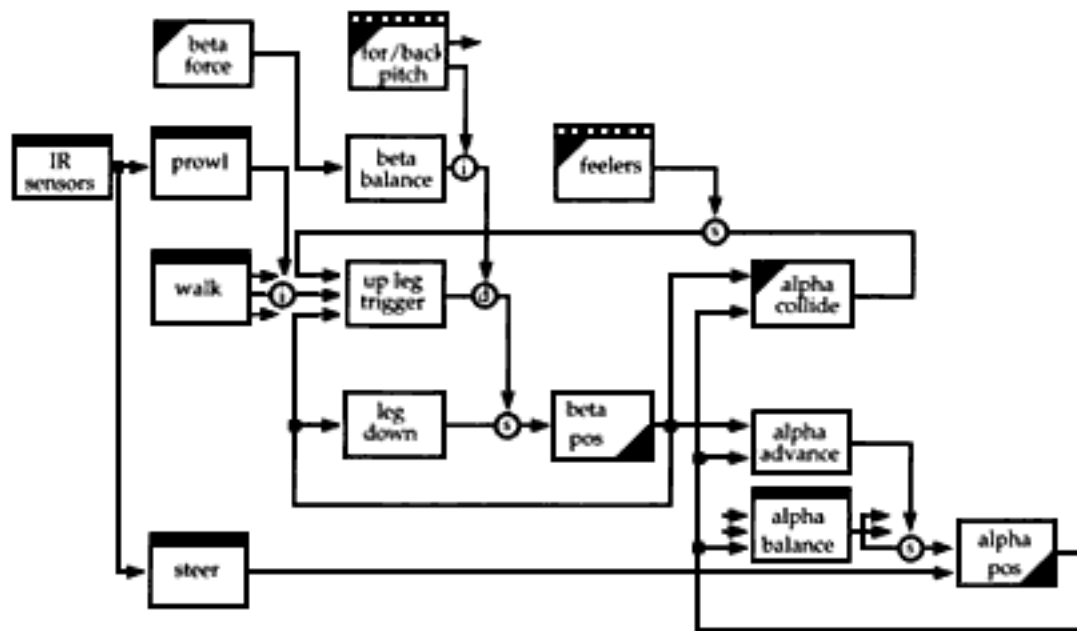 beta
force
for/back
pitch
IR
sensors
prowl
beta
balance
i
feelers
s
walk
i
up leg
trigger
d
alpha
collide
leg
down
s
beta
pos
alpha
advance
alpha
balance
s
alpha
pos
steer